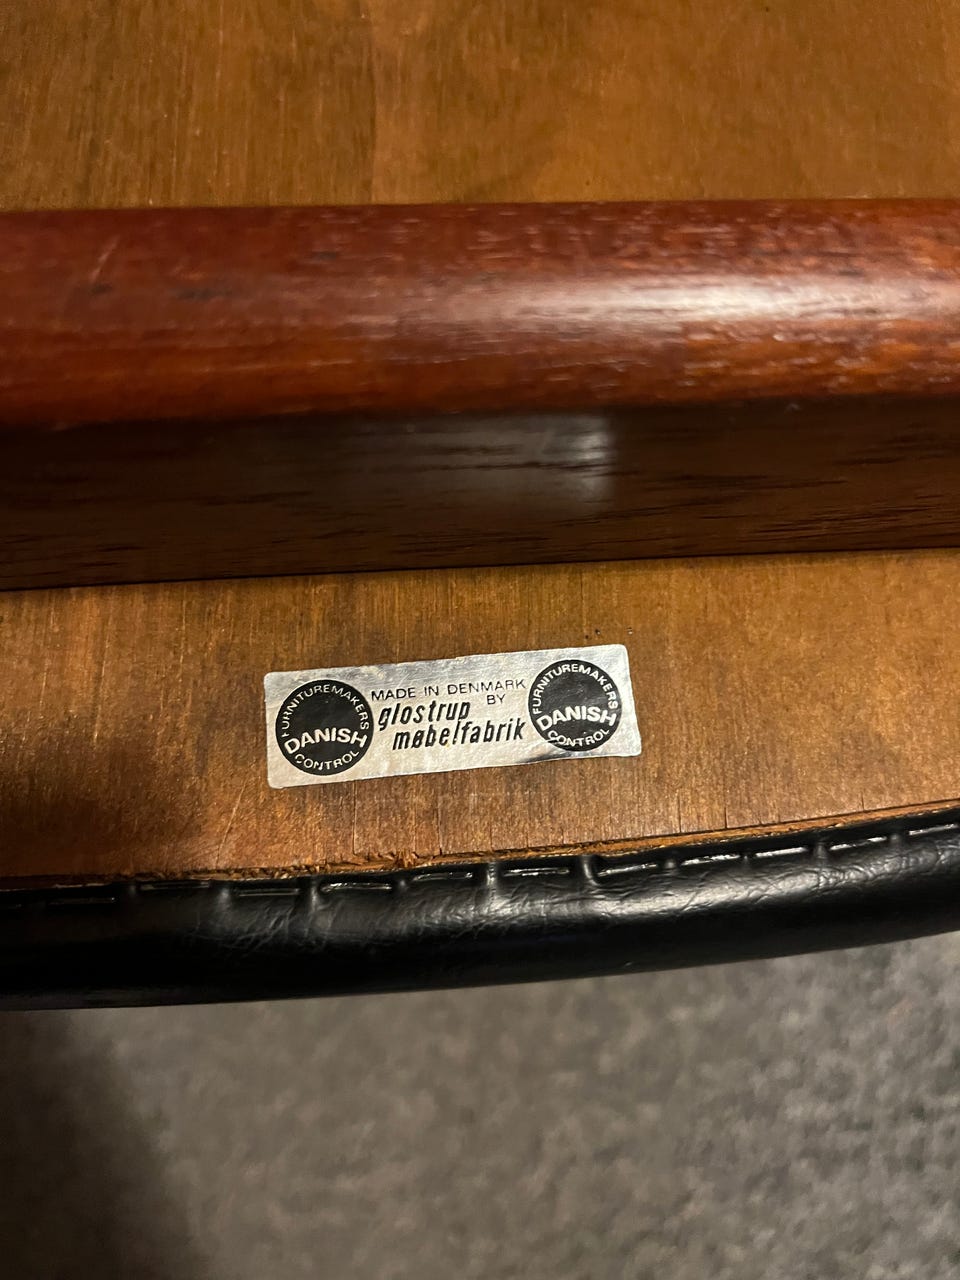 FURNITUREMAKERS
DANISH
CONTROL
MADE IN DENMARK
BY
glostrup
møbelfabrik
FURNITUREMAKERS
DANISH
CONTROL